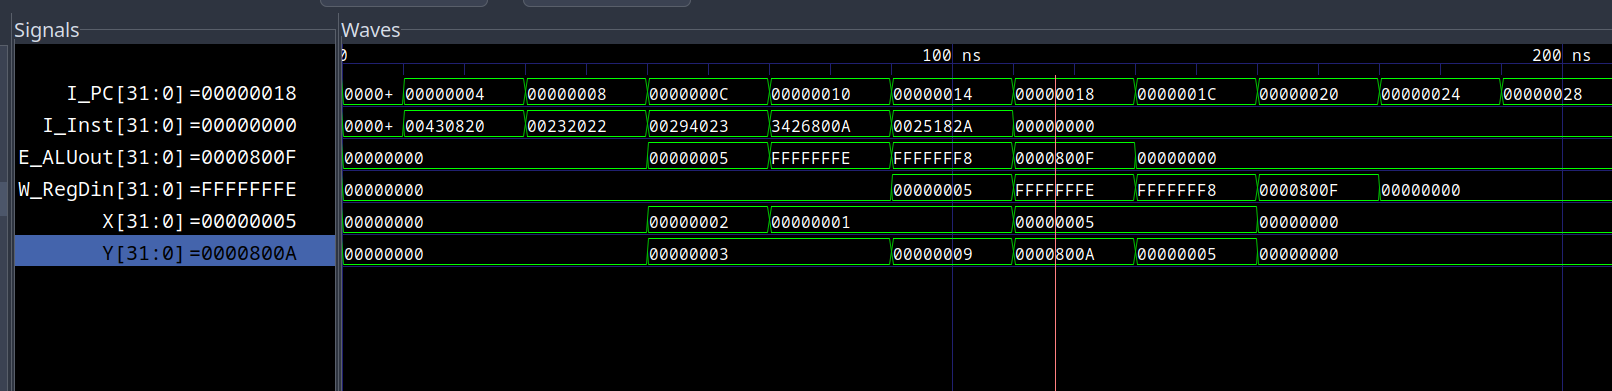 Signals Waves
0 100 ns 200 ns
I_PC[31:0]=00000018 0000+ 00000004 00000008 0000000C 00000010 00000014 00000018 0000001C 00000020 00000024 00000028
I_Inst[31:0]=00000000 0000+ 00430820 00232022 00294023 3426800A 0025182A 00000000
E_ALUout[31:0]=0000800F 00000000 00000005 FFFFFFFE FFFFFFF8 0000800F 00000000
W_RegDin[31:0]=FFFFFFFE 00000000 00000005 FFFFFFFE FFFFFFF8 0000800F 00000000
X[31:0]=00000005 00000000 00000002 00000001 00000005 00000000
Y[31:0]=0000800A 00000000 00000003 00000009 0000800A 00000005 00000000